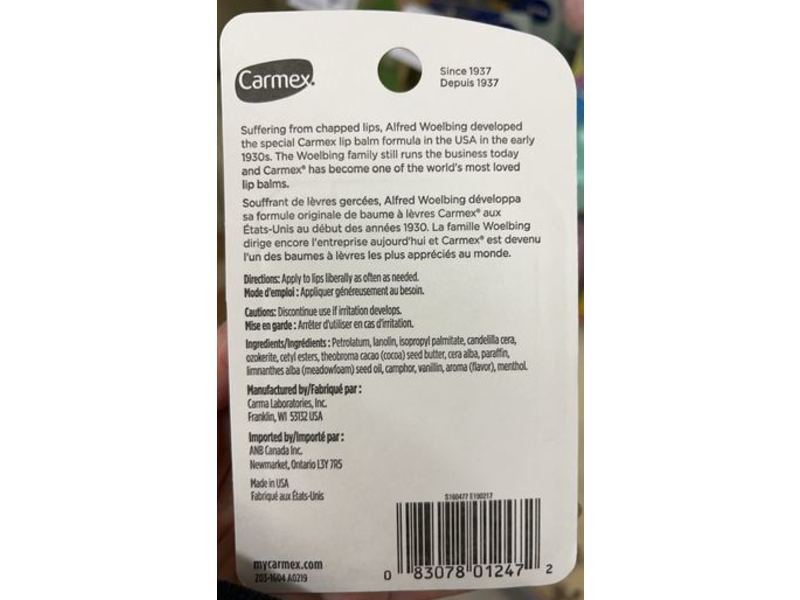 Carmex.
Since 1937
Depuis 1937
Suffering from chapped lips, Alfred Woelbing developed
the special Carmex lip balm formula in the USA in the early
1930s. The Woelbing family still runs the business today
and Carmex® has become one of the world's most loved
lip balms.
Souffrant de lèvres gercées, Alfred Woelbing développa
sa formule originale de baume à lèvres Carmex® aux
États-Unis au début des années 1930. La famille Woelbing
dirige encore l'entreprise aujourd'hui et Carmex® est devenu
l'un des baumes à lèvres les plus appréciés au monde.
Directions: Apply to lips liberally as often as needed.
Mode d'emploi : Appliquer généreusement au besoin.
Cautions: Discontinue use if irritation develops.
Mise en garde : Arrêter d'utiliser en cas d'irritation.
Ingredients/Ingrédients : Petrolatum, lanolin, isopropyl palmitate, candelilla cera,
ozokerite, cetyl esters, theobroma cacao (cocoa) seed butter, cera alba, paraffin,
limnanthes alba (meadowfoam) seed oil, camphor, vanillin, aroma (flavor), menthol.
Manufactured by/Fabriqué par :
Carma Laboratories, Inc.
Franklin, WI 53132 USA
Imported by/Importé par :
ANB Canada Inc.
Newmarket, Ontario L3Y 7R5
Made in USA
Fabriqué aux États-Unis
S160477 E190217
mycarmex.com
203-1604 A0219
0 83078 01247 2